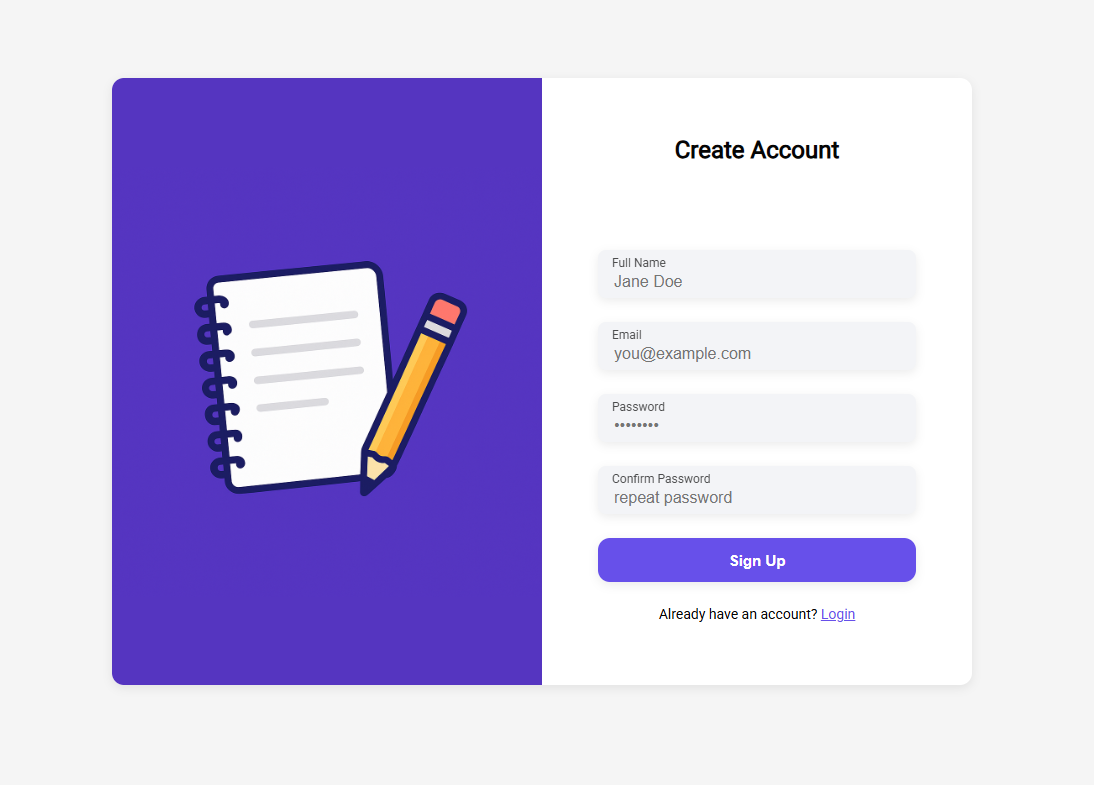 Create Account
Full Name
Jane Doe
Email
you@example.com
Password
••••••••
Confirm Password
repeat password
Sign Up
Already have an account? Login